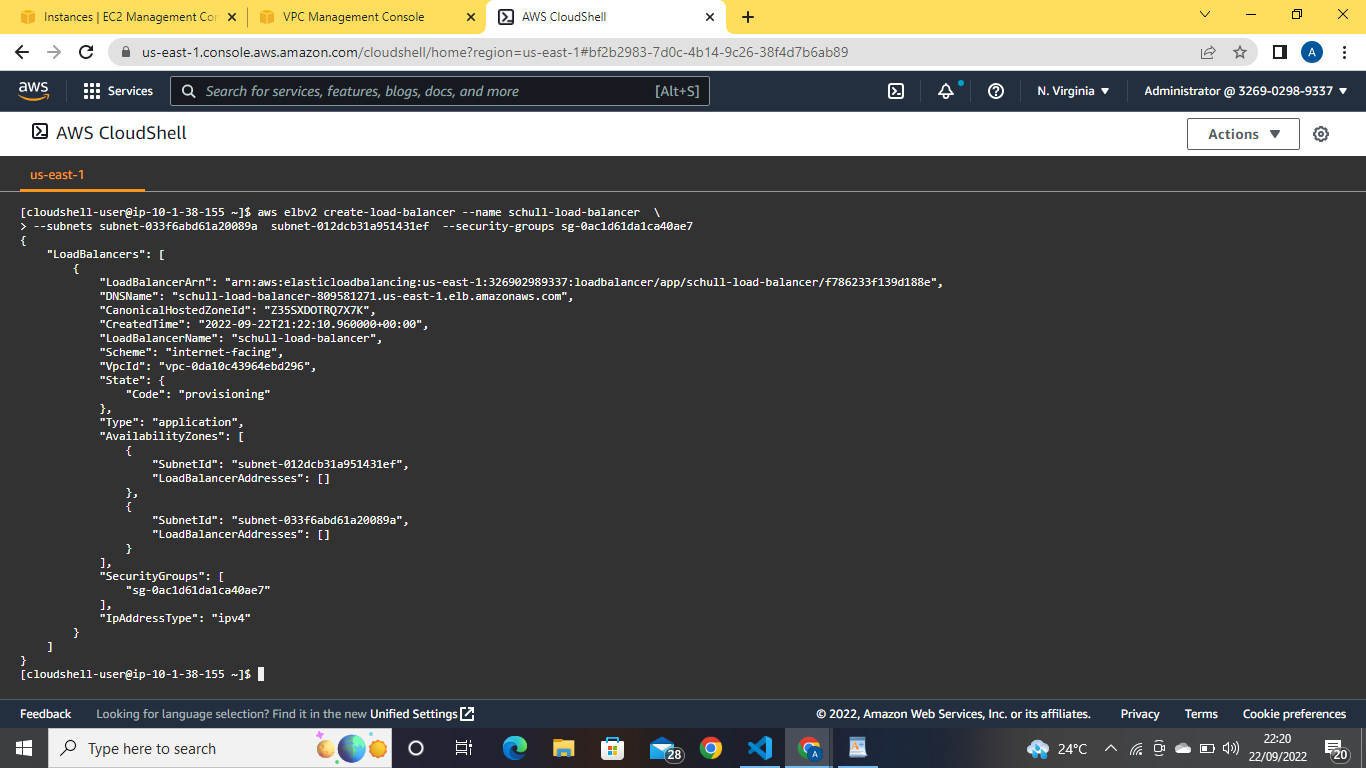 Instances | EC2 Management Con
VPC Management Console
AWS CloudShell
us-east-1.console.aws.amazon.com/cloudshell/home?region=us-east-1#bf2b2983-7d0c-4b14-9c26-38f4d7b6ab89
A
aws
Services
Search for services, features, blogs, docs, and more
[Alt+S]
N. Virginia
Administrator @ 3269-0298-9337
AWS CloudShell
Actions
us-east-1
[cloudshell-user@ip-10-1-38-155 ~]$ aws elbv2 create-load-balancer --name schull-load-balancer  \
> --subnets subnet-033f6abd61a20089a  subnet-012dcb31a951431ef  --security-groups sg-0ac1d61da1ca40ae7
{
    "LoadBalancers": [
        {
            "LoadBalancerArn": "arn:aws:elasticloadbalancing:us-east-1:326902989337:loadbalancer/app/schull-load-balancer/f786233f139d188e",
            "DNSName": "schull-load-balancer-809581271.us-east-1.elb.amazonaws.com",
            "CanonicalHostedZoneId": "Z35SXDOTRQ7X7K",
            "CreatedTime": "2022-09-22T21:22:10.960000+00:00",
            "LoadBalancerName": "schull-load-balancer",
            "Scheme": "internet-facing",
            "VpcId": "vpc-0da10c43964ebd296",
            "State": {
                "Code": "provisioning"
            },
            "Type": "application",
            "AvailabilityZones": [
                {
                    "SubnetId": "subnet-012dcb31a951431ef",
                    "LoadBalancerAddresses": []
                },
                {
                    "SubnetId": "subnet-033f6abd61a20089a",
                    "LoadBalancerAddresses": []
                }
            ],
            "SecurityGroups": [
                "sg-0ac1d61da1ca40ae7"
            ],
            "IpAddressType": "ipv4"
        }
    ]
}
[cloudshell-user@ip-10-1-38-155 ~]$
Feedback
Looking for language selection? Find it in the new Unified Settings
© 2022, Amazon Web Services, Inc. or its affiliates.
Privacy
Terms
Cookie preferences
Type here to search
28
A
24°C
22:20
22/09/2022
20